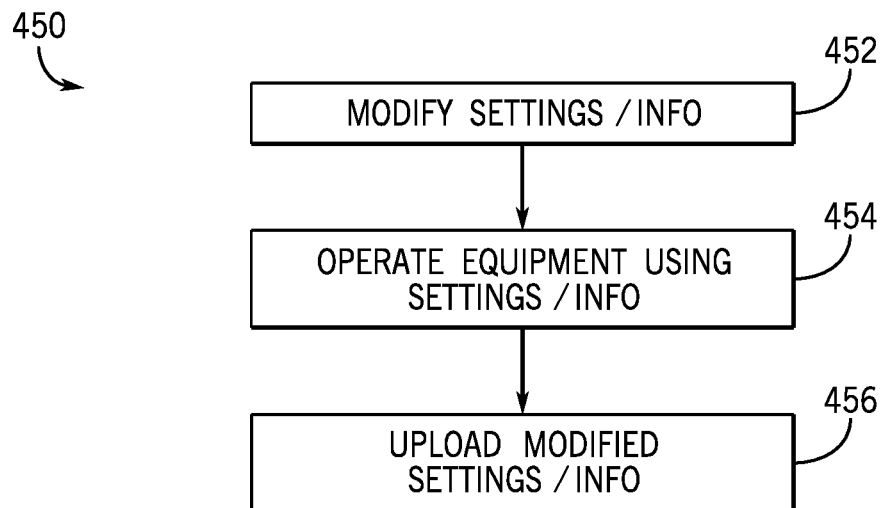 450
452
MODIFY SETTINGS / INFO
454
OPERATE EQUIPMENT USING
SETTINGS / INFO
456
UPLOAD MODIFIED
SETTINGS / INFO